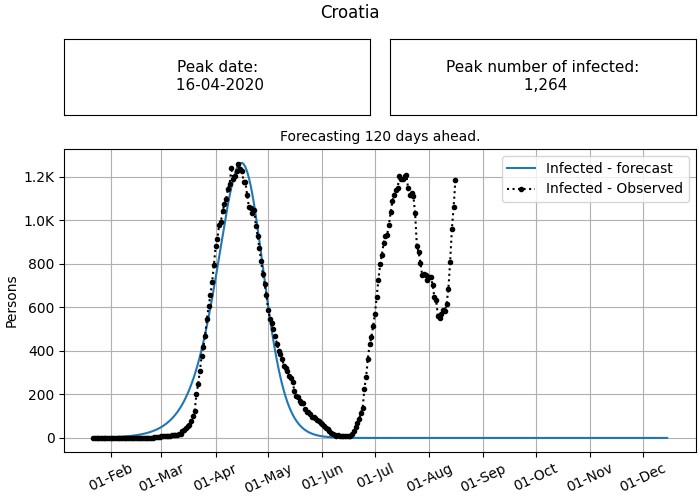 Croatia
Peak date:
16-04-2020
Peak number of infected:
1,264
Forecasting 120 days ahead.
Infected - forecast
Infected - Observed
1.2K
1.0K
800
600
400
200
0
Persons
01-Feb
01-Mar
01-Apr
01-May
01-Jun
01-Jul
01-Aug
01-Sep
01-Oct
01-Nov
01-Dec